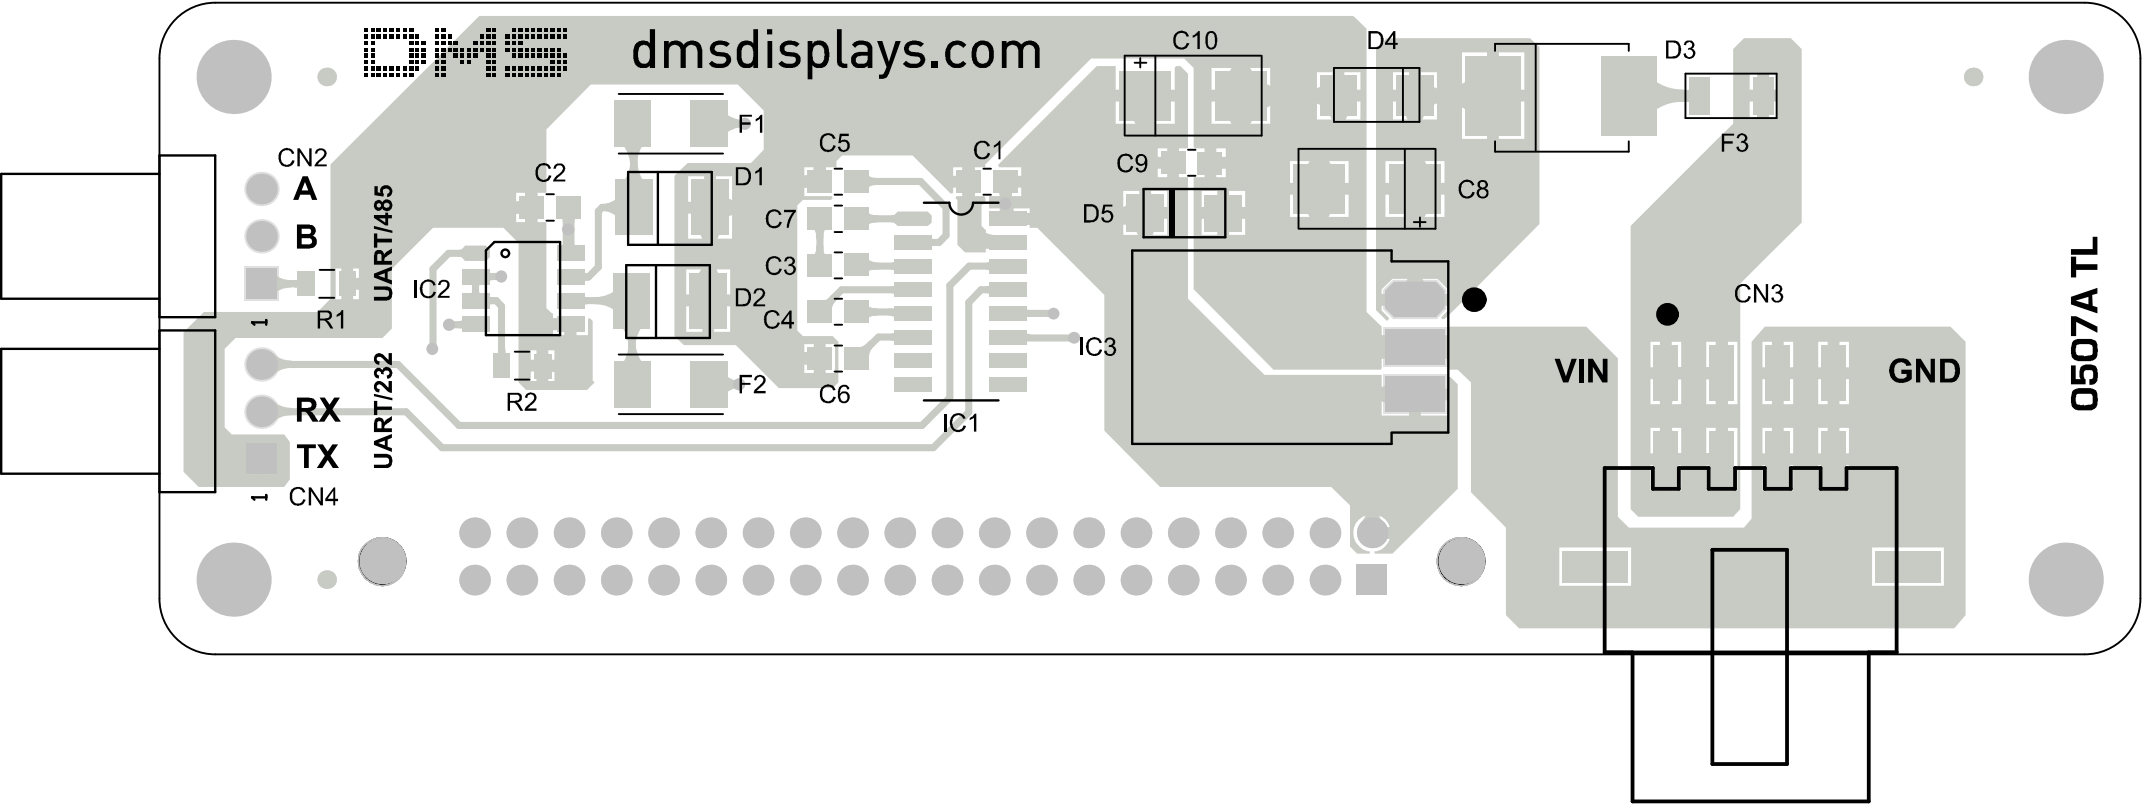 DMS
dmsdisplays.com
C10
D4
D3
F1
F3
C5
C1
C9
CN2
A
C2
D1
C8
C7
D5
B
UART/485
C3
IC2
D2
CN3
R1
1
C4
IC3
0507A TL
UART/232
VIN
GND
F2
C6
R2
RX
IC1
TX
1
CN4
+
+